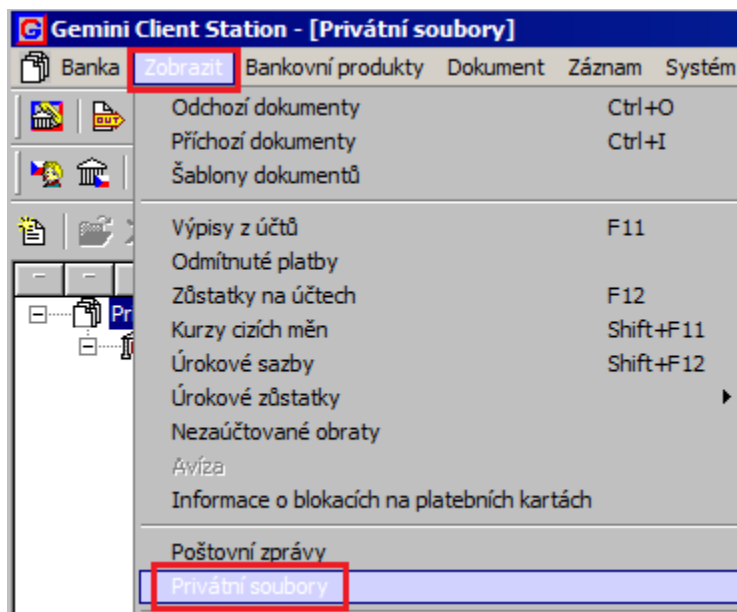 Gemini Client Station - [Privátní soubory]
Banka Zobrazit Bankovní produkty Dokument Záznam Systém
OUT
Odchozí dokumenty Ctrl+O
Příchozí dokumenty Ctrl+I
Šablony dokumentů
Výpisy z účtů F11
Odmítnuté platby
Zůstatky na účtech F12
Kurzy cizích měn Shift+F11
Úrokové sazby Shift+F12
Úrokové zůstatky
Nezaúčtované obraty
Avíza
Informace o blokacích na platebních kartách
Poštovní zprávy
Privátní soubory